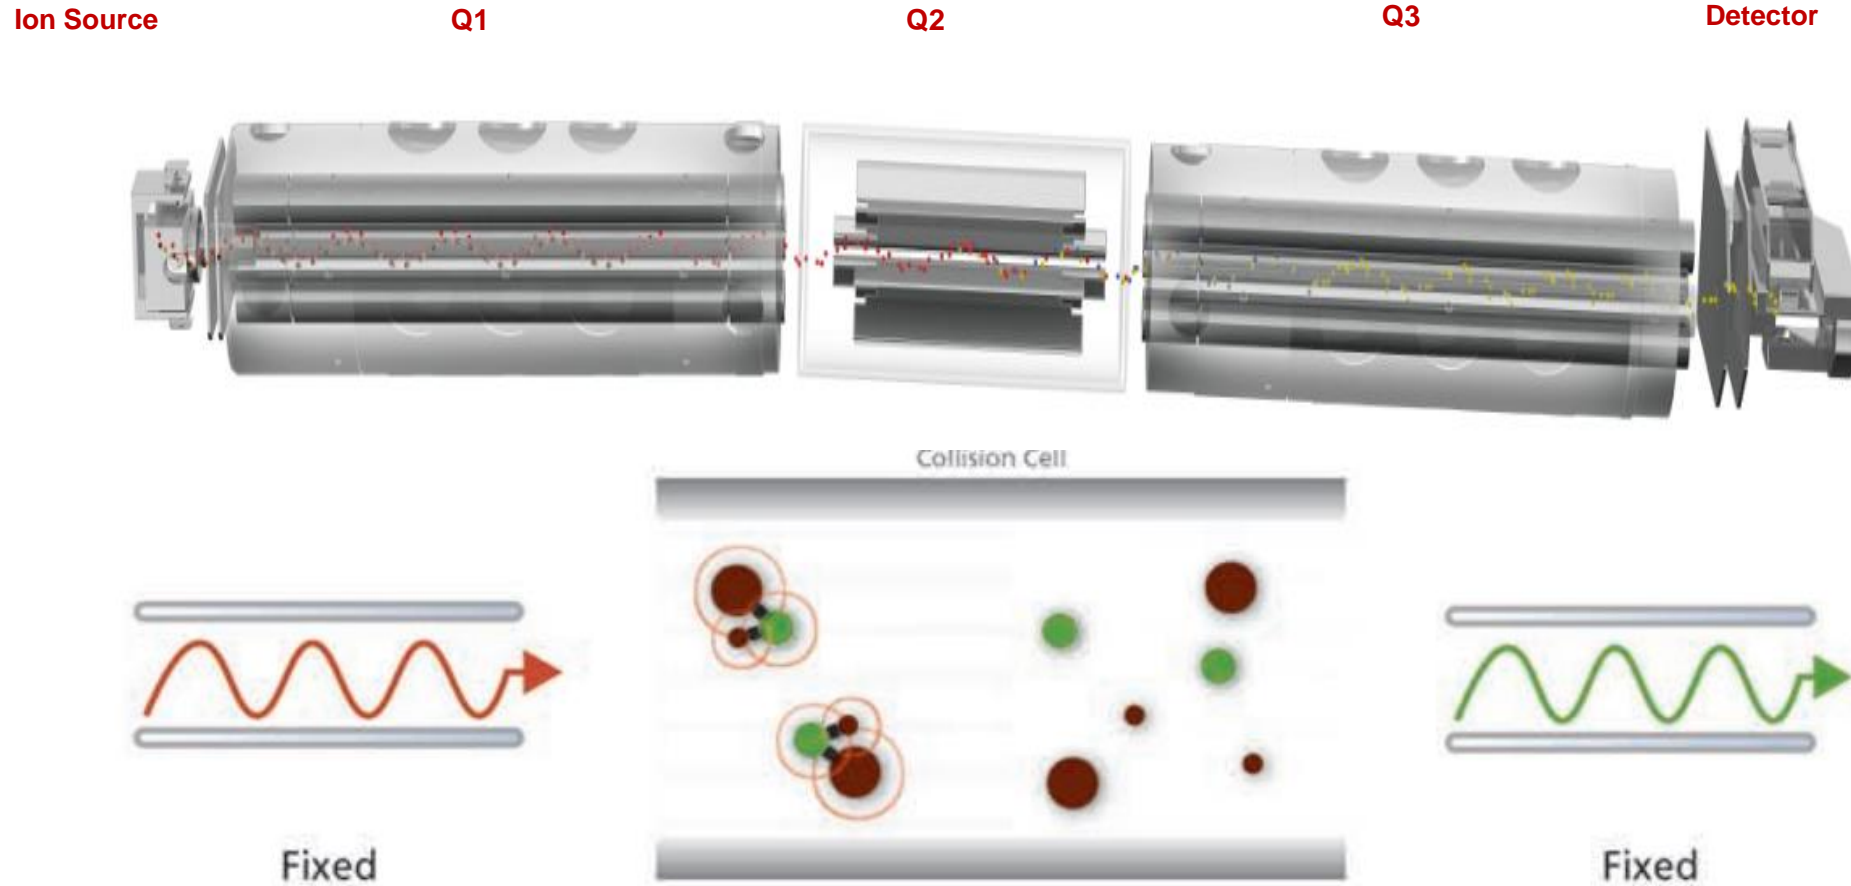 Ion Source
Q1
Q2
Q3
Detector
Collision Cell
Fixed
Fixed